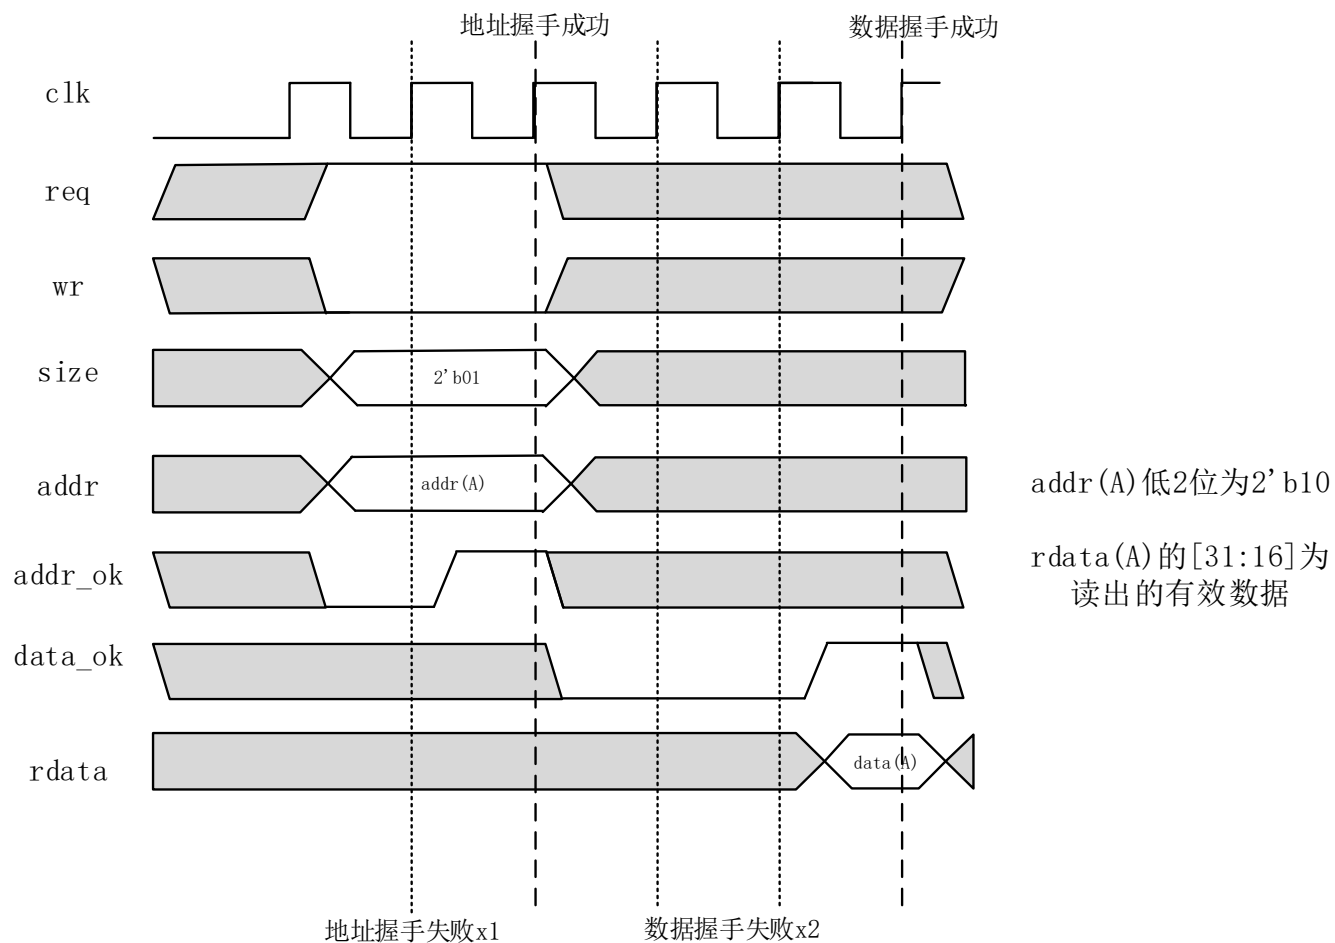 地址握手成功
数据握手成功
clk
req
wr
size
2'b01
addr
addr(A)
addr(A)低2位为2'b10
addr_ok
rdata(A)的[31:16]为
读出的有效数据
data_ok
rdata
data(A)
地址握手失败x1
数据握手失败x2